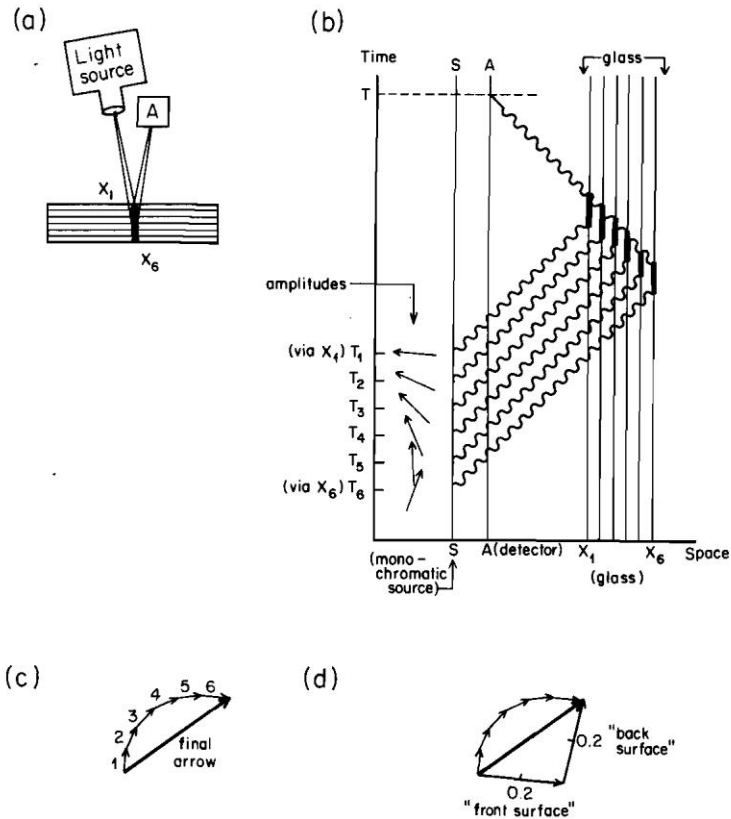 (a)
Light
source
A
X₁
X₆
(b)
Time
S
A
glass
T
amplitudes
(via X₁) T₁
T₂
T₃
T₄
T₅
(via X₆) T₆
S
A(detector)
X₁
X₆
Space
(mono-
chromatic
source)
(glass)
(c)
1
2
3
4
5
6
final
arrow
(d)
0.2
"back
surface"
0.2
"front surface"